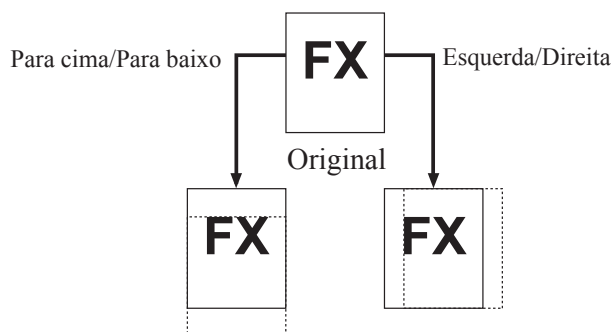 FX
Para cima/Para baixo
Esquerda/Direita
Original
FX
FX